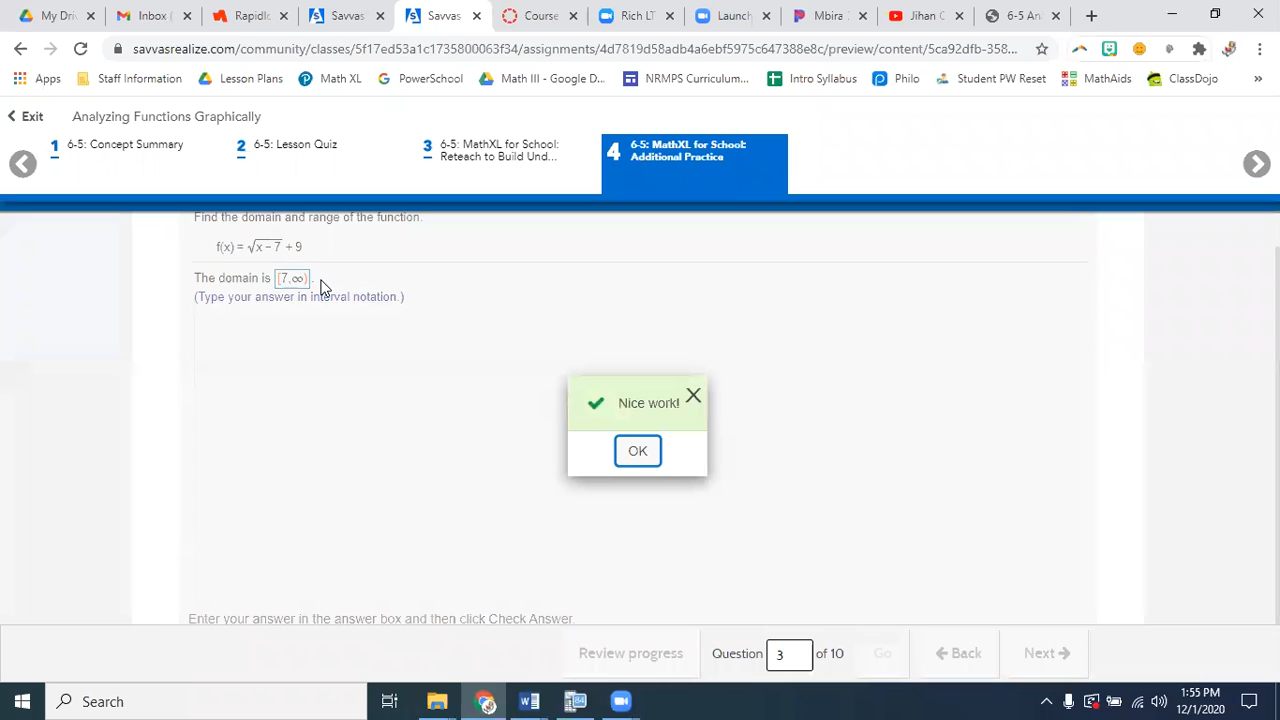 My Dri
Inbox (
RapidIc
Savvas
Savvas
Course
Rich LT
Launch
Mbira
Jihan C
6-5 An
savvasrealize.com/community/classes/5f17ed53a1c1735800063f34/assignments/4d7819d58adb4a6ebf5975c647388e8c/preview/content/5ca92dfb-358...
Apps
Staff Information
Lesson Plans
Math XL
PowerSchool
Math III - Google D...
NRMPS Curriculum...
Intro Syllabus
Philo
Student PW Reset
MathAids
ClassDojo
»
Exit
Analyzing Functions Graphically
1 6-5: Concept Summary
2 6-5: Lesson Quiz
3 6-5: MathXL for School:
Reteach to Build Und...
4 6-5: MathXL for School:
Additional Practice
Find the domain and range of the function.
f(x) = √x − 7 + 9
The domain is [7,∞).
(Type your answer in interval notation.)
Nice work!
OK
Enter your answer in the answer box and then click Check Answer.
Review progress
Question 3 of 10
Go
Back
Next
Search
1:55 PM
12/1/2020